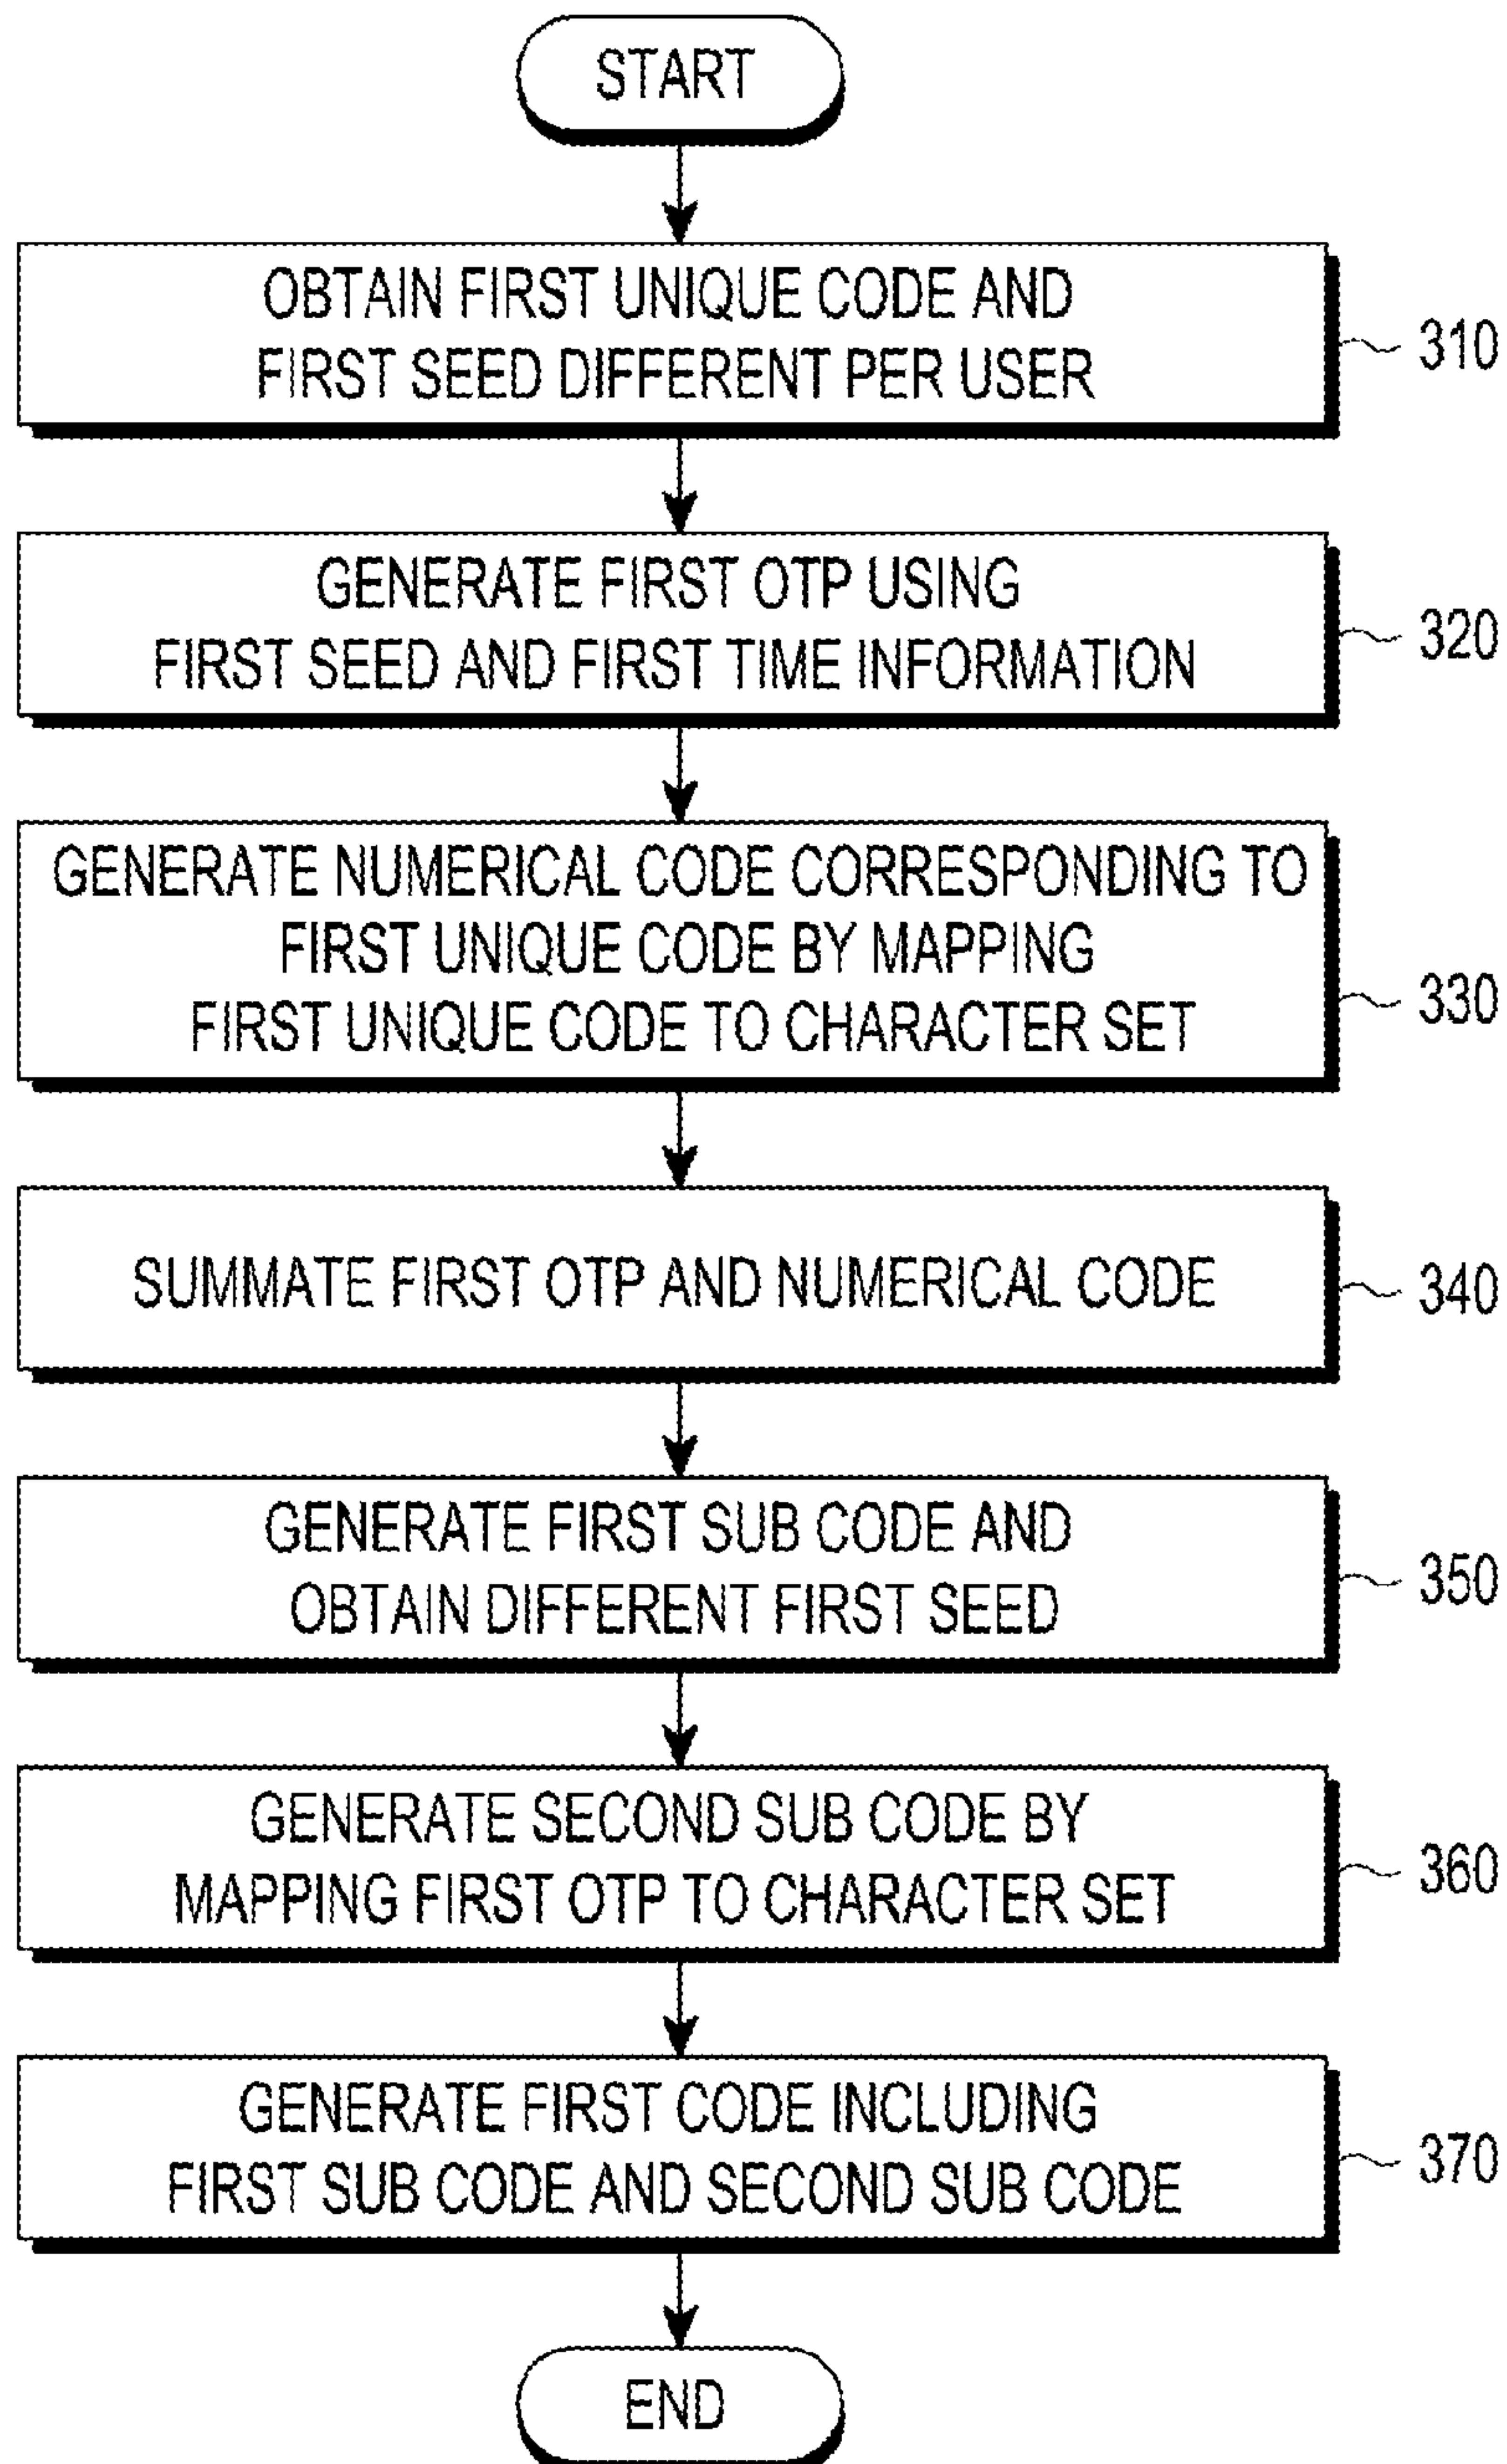 START
OBTAIN FIRST UNIQUE CODE AND
FIRST SEED DIFFERENT PER USER
310
GENERATE FIRST OTP USING
FIRST SEED AND FIRST TIME INFORMATION
320
GENERATE NUMERICAL CODE CORRESPONDING TO
FIRST UNIQUE CODE BY MAPPING
FIRST UNIQUE CODE TO CHARACTER SET
330
SUMMATE FIRST OTP AND NUMERICAL CODE
340
GENERATE FIRST SUB CODE AND
OBTAIN DIFFERENT FIRST SEED
350
GENERATE SECOND SUB CODE BY
MAPPING FIRST OTP TO CHARACTER SET
360
GENERATE FIRST CODE INCLUDING
FIRST SUB CODE AND SECOND SUB CODE
370
END